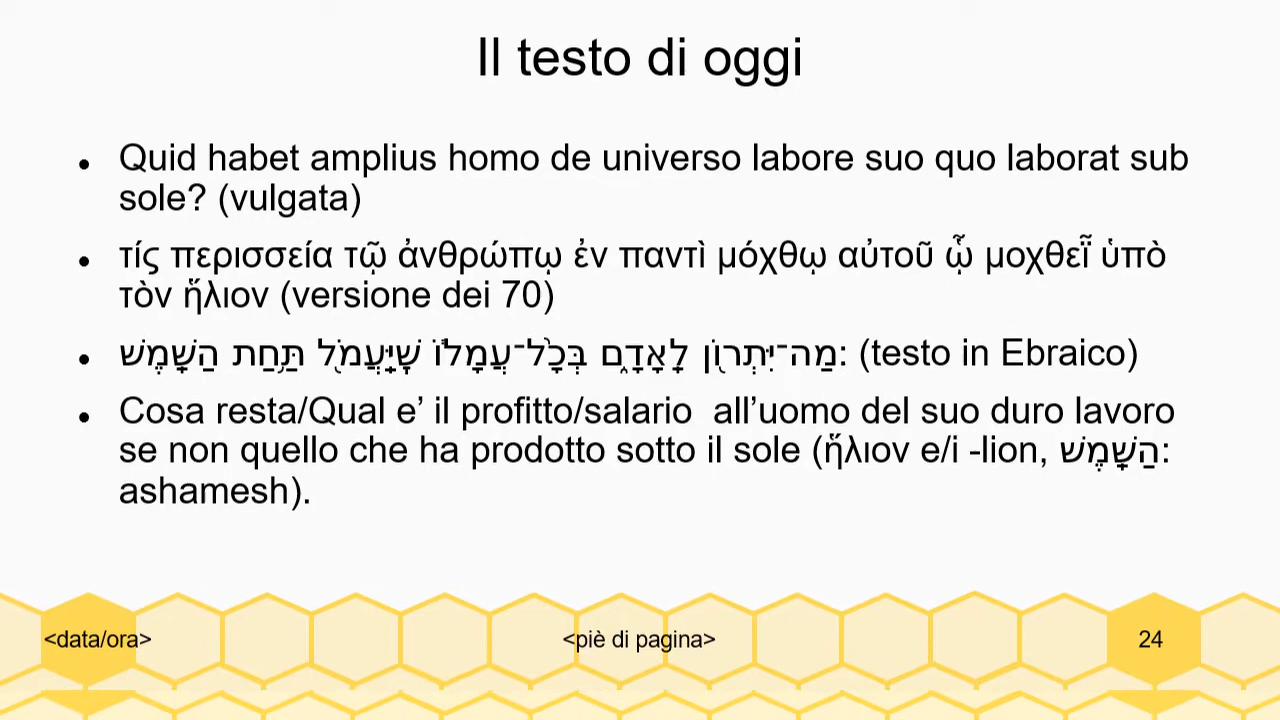 Il testo di oggi
Quid habet amplius homo de universo labore suo quo laborat sub
sole? (vulgata)
τίς περισσεία τῷ ἀνθρώπῳ ἐν παντὶ μόχθῳ αὐτοῦ ᾧ μοχθεῖ ὑπὸ
τὸν ἥλιον (versione dei 70)
מַה־יִּתְר֖וֹן לָֽאָדָ֑ם בְּכָל־עֲמָל֔וֹ שֶֽׁיַּעֲמֹ֖ל תַּ֥חַת הַשָּֽׁמֶשׁ: (testo in Ebraico)
Cosa resta/Qual e’ il profitto/salario  all’uomo del suo duro lavoro
se non quello che ha prodotto sotto il sole (ἥλιον e/i -lion, הַשָּֽׁמֶשׁ:
ashamesh).
<data/ora>
<piè di pagina>
24